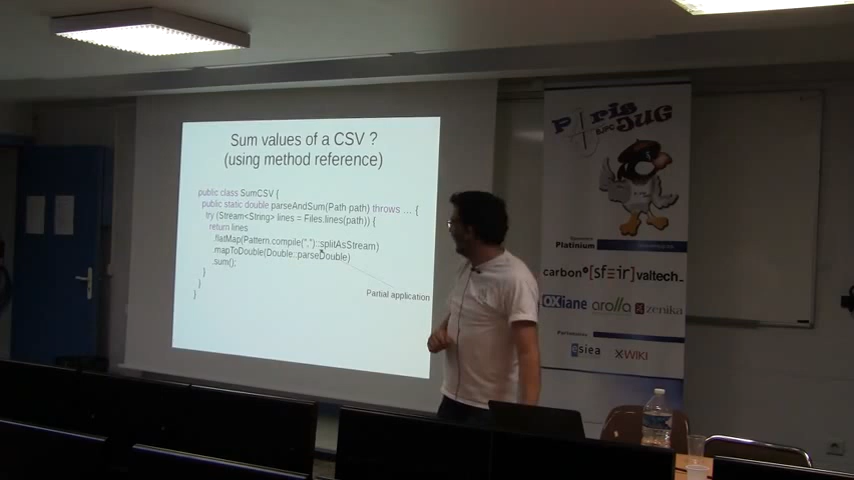 Sum values of a CSV ?
(using method reference)
public class SumCSV {
public static double parseAndSum(Path path) throws ... {
try (Stream<String> lines = Files.lines(path)) {
return lines
.flatMap(Pattern.compile(",")::splitAsStream)
.mapToDouble(Double::parseDouble)
.sum();
}
}
}
Partial application
Paris
JUG
Platinium
carbon [sfeir] valtech_
OXiane arolla zenika
Partenaires
esiea XWIKI